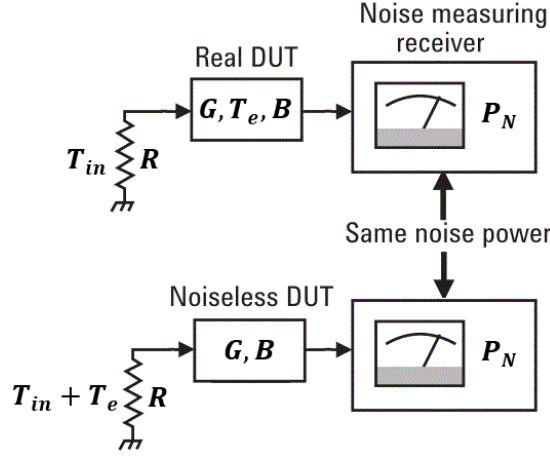 Noise measuring
receiver
Real DUT
G, T_e, B
P_N
T_in
R
Same noise power
Noiseless DUT
G, B
P_N
T_in + T_e
R